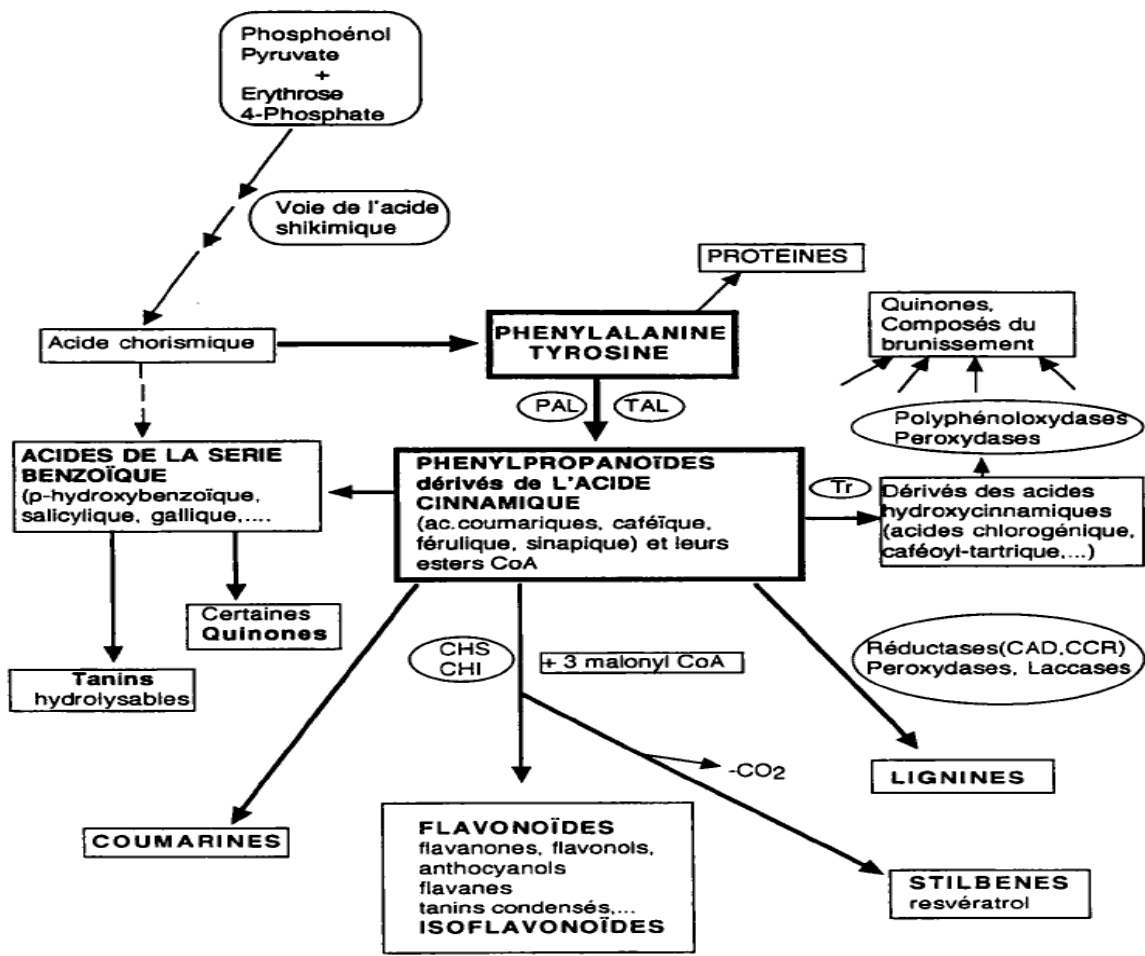 Phosphoénol
Pyruvate
+
Erythrose
4-Phosphate
Voie de l'acide
shikimique
PROTEINES
Acide chorismique
PHENYLALANINE
TYROSINE
Quinones,
Composés du
brunissement
PAL
TAL
Polyphénoloxydases
Peroxydases
ACIDES DE LA SERIE
BENZOÏQUE
(p-hydroxybenzoïque,
salicylique, gallique,....
PHENYLPROPANOÏDES
dérivés de L'ACIDE
CINNAMIQUE
(ac.coumariques, caféïque,
férulique, sinapique) et leurs
esters CoA
Tr
Dérivés des acides
hydroxycinnamiques
(acides chlorogénique,
caféoyl-tartrique,...)
Certaines
Quinones
Tanins
hydrolysables
CHS
CHI
+ 3 malonyl CoA
Réductases(CAD,CCR)
Peroxydases, Laccases
-CO2
LIGNINES
COUMARINES
FLAVONOÏDES
flavanones, flavonols,
anthocyanols
flavanes
tanins condensés,...
ISOFLAVONOÏDES
STILBENES
resvératrol